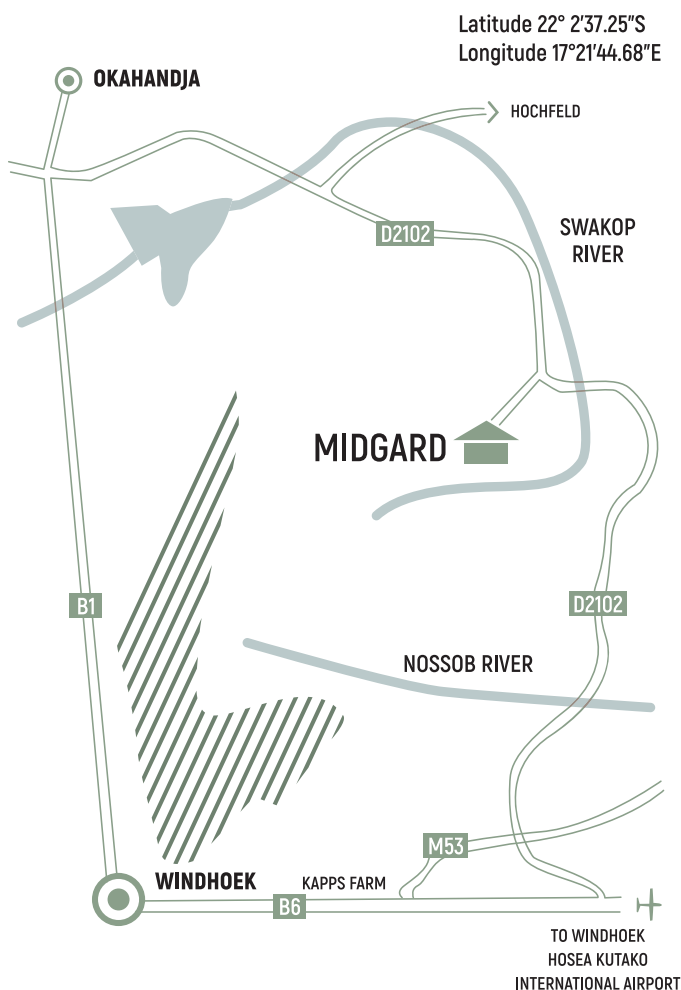 Latitude 22° 2'37.25"S
Longitude 17°21'44.68"E
OKAHANDJA
HOCHFELD
D2102
SWAKOP
RIVER
MIDGARD
B1
D2102
NOSSOB RIVER
M53
WINDHOEK
KAPPS FARM
B6
TO WINDHOEK
HOSEA KUTAKO
INTERNATIONAL AIRPORT